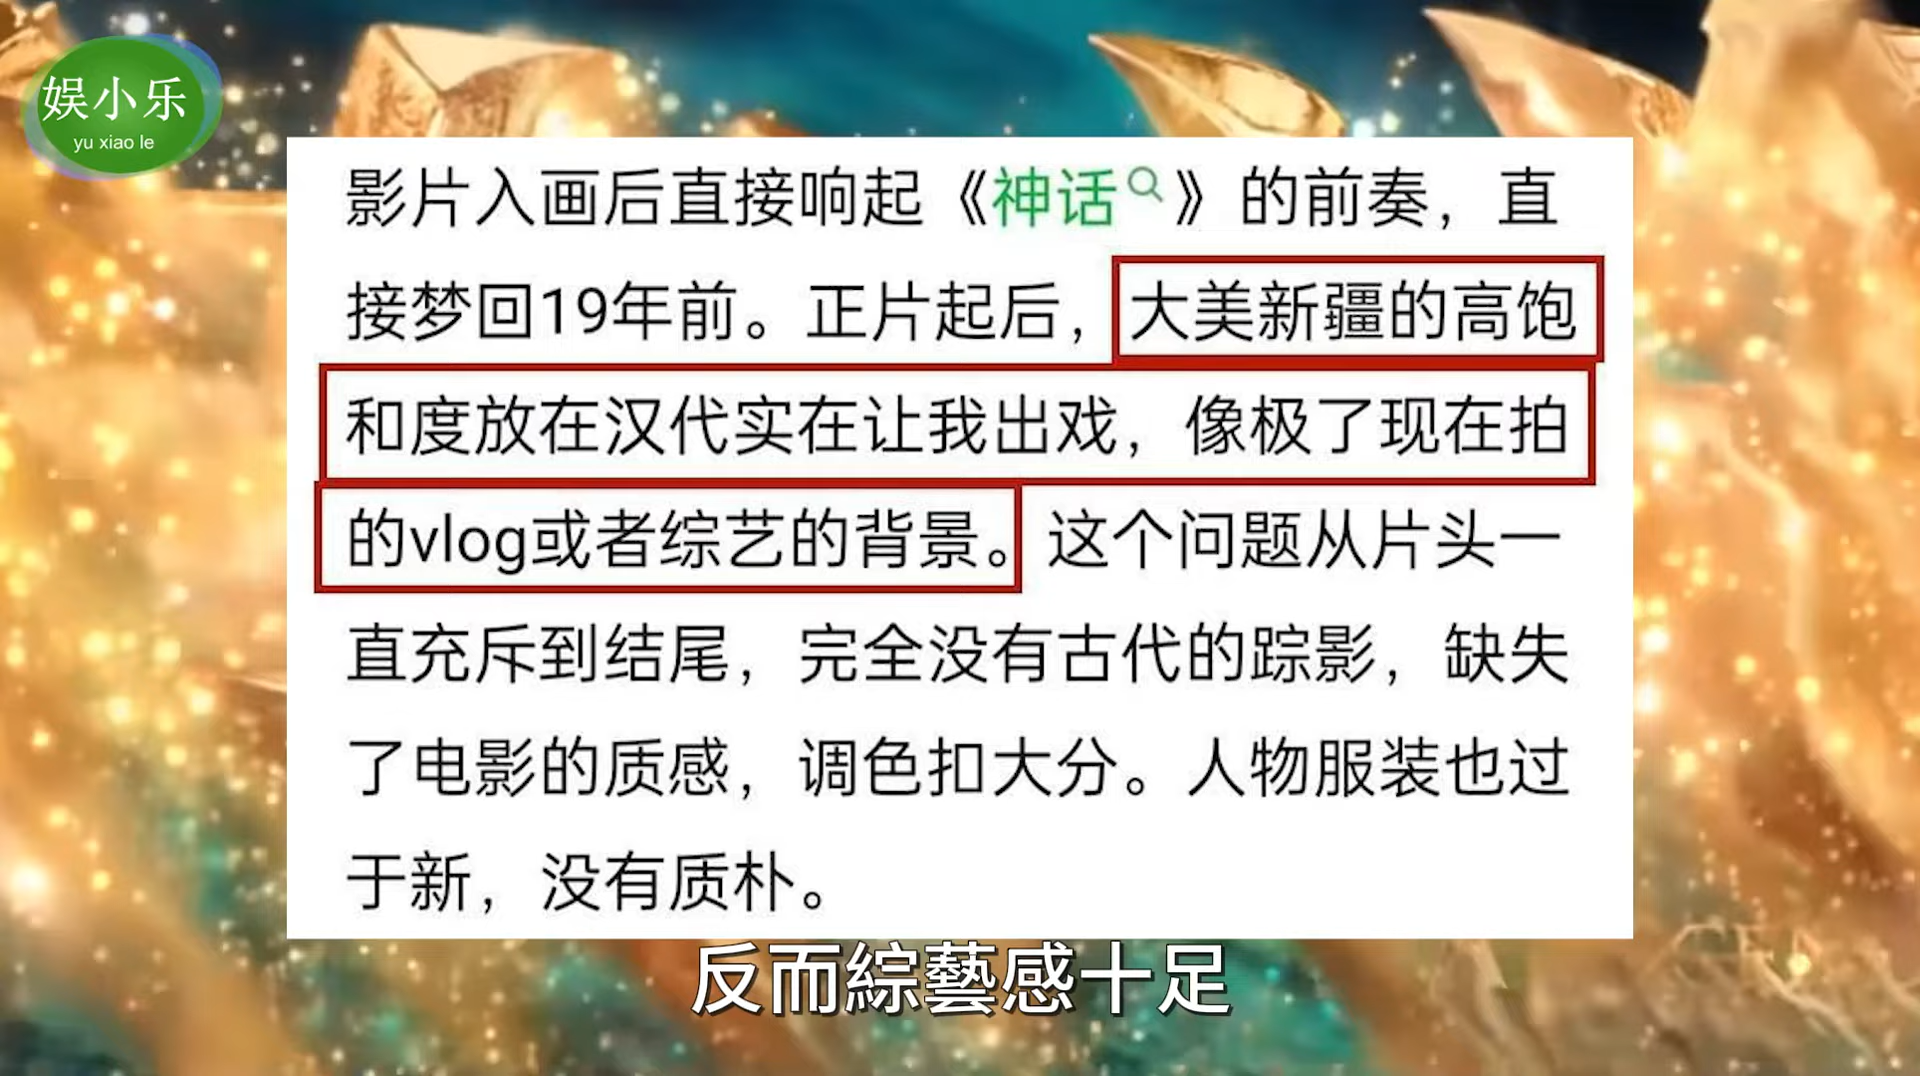 娱小乐
yu xiao le
影片入画后直接响起《神话》的前奏，直
接梦回19年前。正片起后，大美新疆的高饱
和度放在汉代实在让我出戏，像极了现在拍
的vlog或者综艺的背景。这个问题从片头一
直充斥到结尾，完全没有古代的踪影，缺失
了电影的质感，调色扣大分。人物服装也过
于新，没有质朴。
反而綜藝感十足